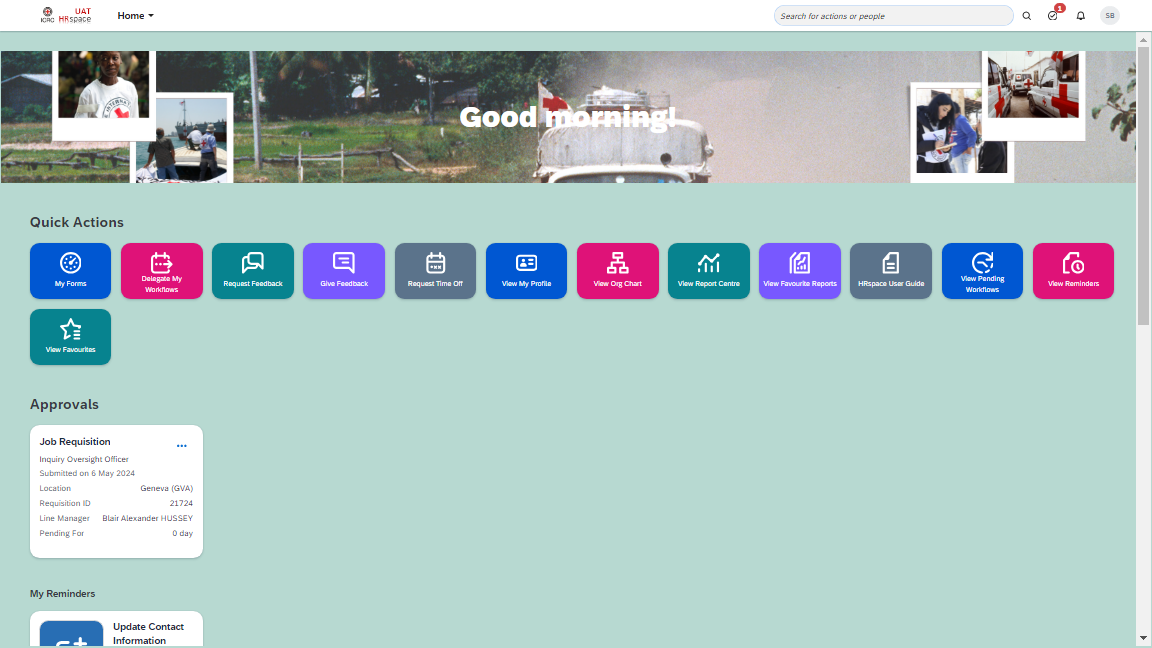 ICRC
UAT
HRspace
Home
Search for actions or people
1
SB
Good morning!
Quick Actions
My Forms
Delegate My
Workflows
Request Feedback
Give Feedback
Request Time Off
View My Profile
View Org Chart
View Report Centre
View Favourite Reports
HRspace User Guide
View Pending
Workflows
View Reminders
View Favourites
Approvals
Job Requisition
Inquiry Oversight Officer
Submitted on 6 May 2024
Location Geneva (GVA)
Requisition ID 21724
Line Manager Blair Alexander HUSSEY
Pending For 0 day
My Reminders
Update Contact
Information